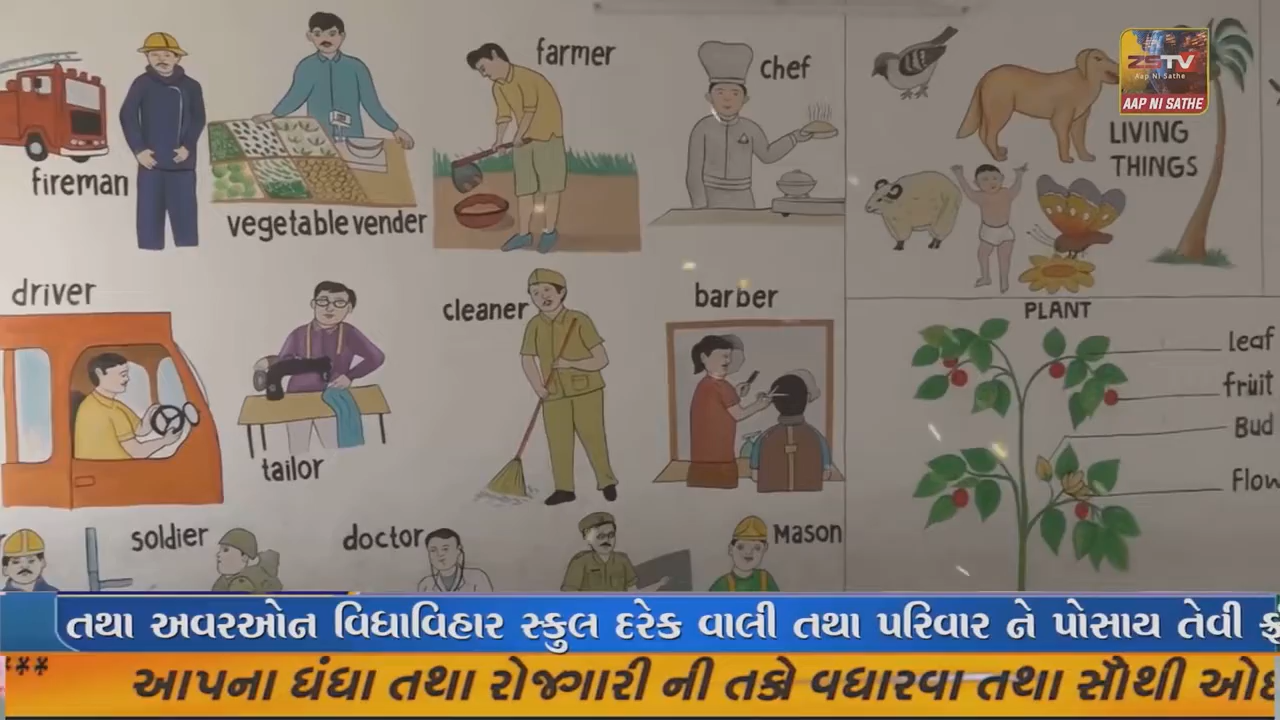 farmer
chef
fireman
vegetable vender
driver
cleaner
barber
tailor
soldier
doctor
Mason
LIVING
THINGS
PLANT
leaf
fruit
Bud
Flow
ZSTV
Aap Ni Sathe
AAP NI SATHE
તથા અવરઓન વિધાવિહાર સ્કુલ દરેક વાલી તથા પરિવાર ને પોસાય તેવી
*** આપના ધંધા તથા રોજગારી ની તકો વધારવા તથા સૌથી